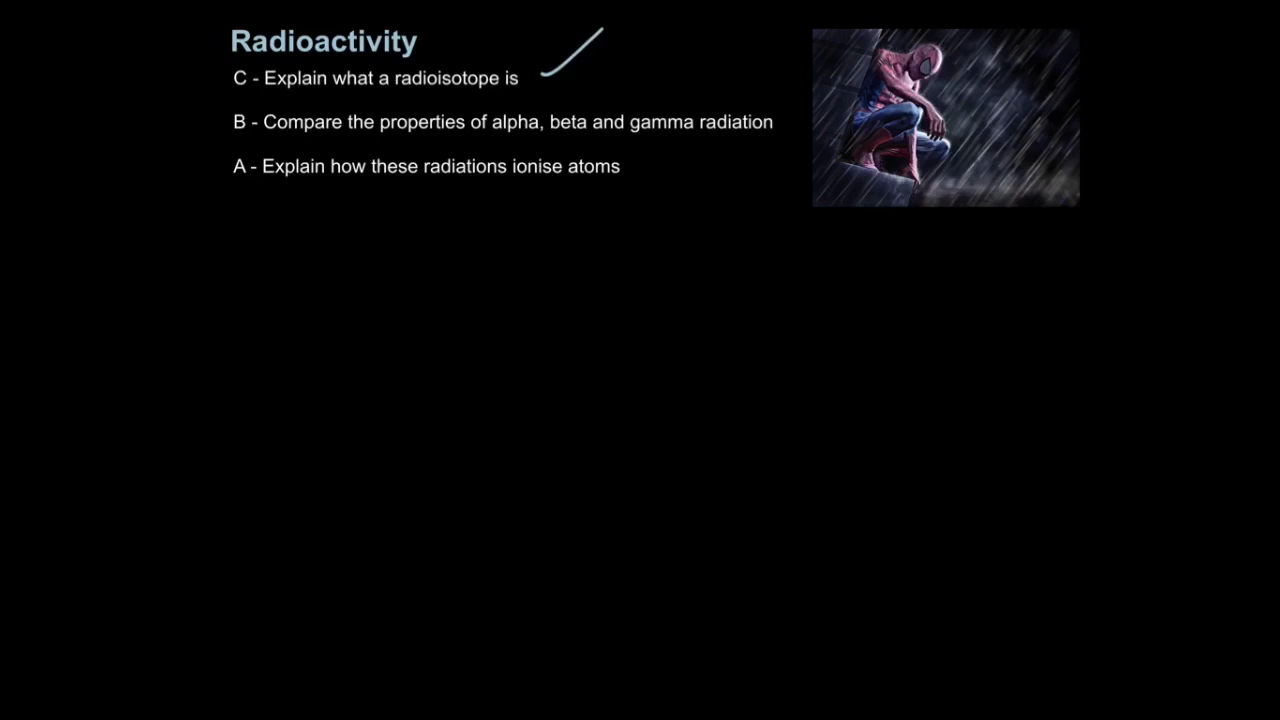 Radioactivity
C - Explain what a radioisotope is
B - Compare the properties of alpha, beta and gamma radiation
A - Explain how these radiations ionise atoms